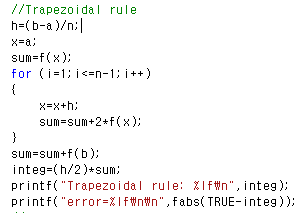 //Trapezoidal rule
h=(b-a)/n;
x=a;
sum=f(x);
for (i=1;i<=n-1;i++)
{
x=x+h;
sum=sum+2*f(x);
}
sum=sum+f(b);
integ=(h/2)*sum;
printf("Trapezoidal rule: %lf₩n",integ);
printf("error=%lf₩n₩n",fabs(TRUE-integ));